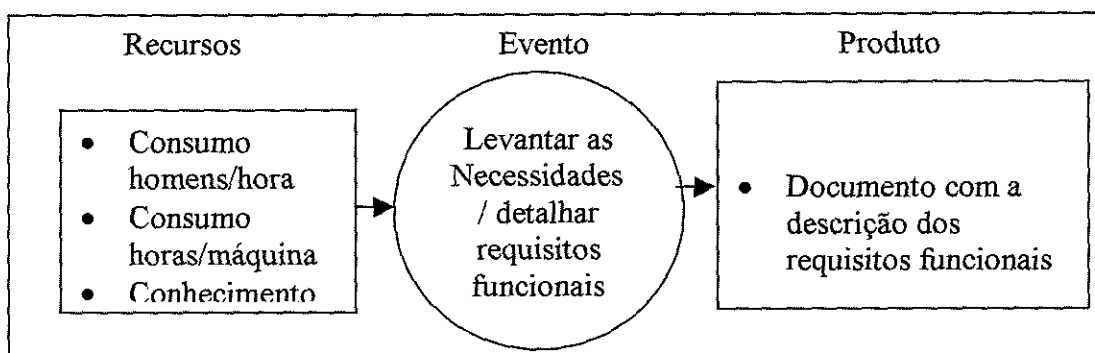 Recursos
Evento
Produto
• Consumo
homens/hora
• Consumo
horas/máquina
• Conhecimento
Levantar as
Necessidades
/ detalhar
requisitos
funcionais
• Documento com a
descrição dos
requisitos funcionais